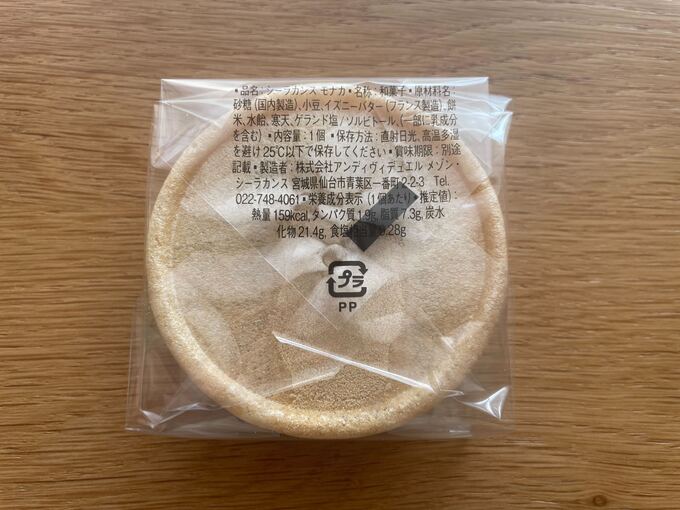 ・品名：シーラカンス モナカ・名称：和菓子・原材料名：
砂糖（国内製造）、小豆、イズニーバター（フランス製造）、餅
米、水飴、寒天、ゲランド塩/ソルビトール、（一部に乳成分
を含む）・内容量：1個・保存方法：直射日光、高温多湿
を避け25℃以下で保存してください・賞味期限：別途
記載・製造者：株式会社アンディヴィデュエル メゾン・
シーラカンス 宮城県仙台市青葉区一番町2-2-3 Tel.
022-748-4061・栄養成分表示（1個あたり・推定値）：
熱量 159kcal, タンパク質 1.9g, 脂質 7.3g, 炭水
化物 21.4g, 食塩相当量 0.28g
プラ
PP